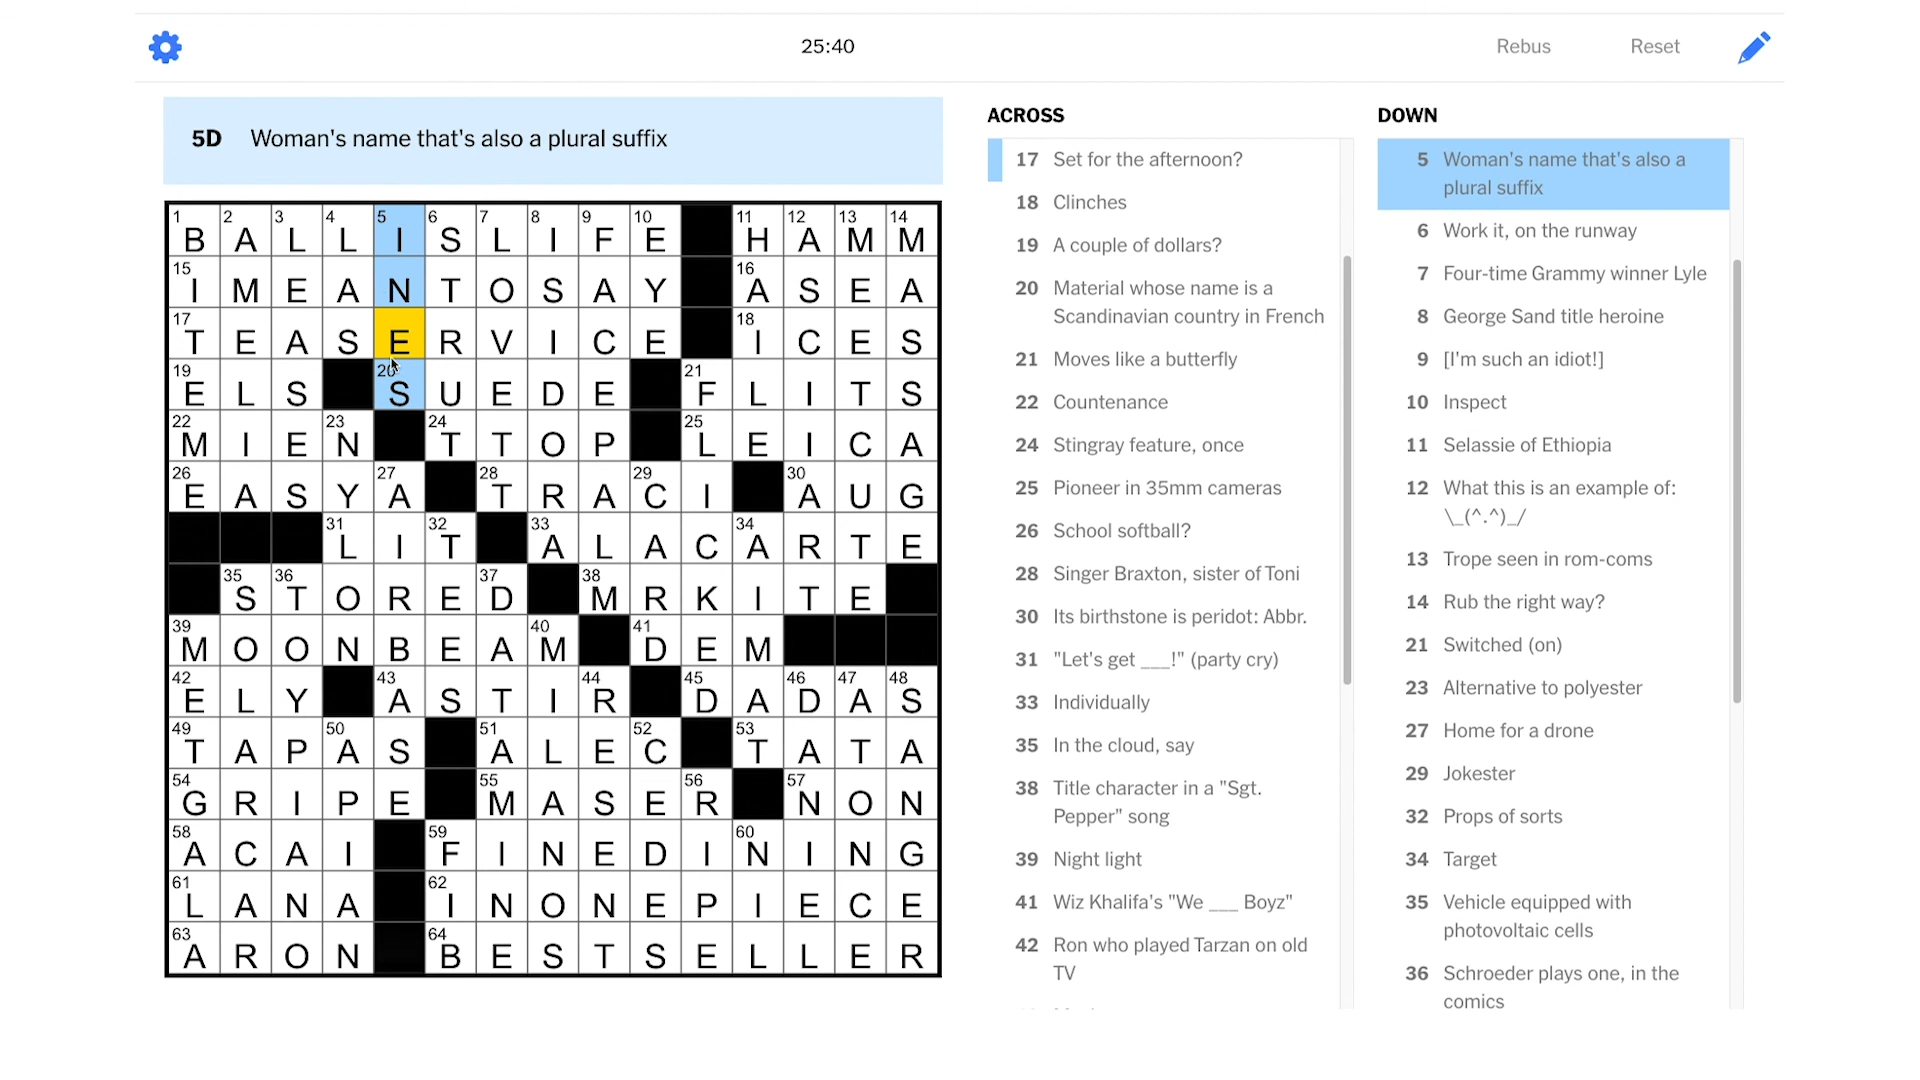 25:40
Rebus
Reset
5D Woman's name that's also a plural suffix
1 2 3 4 5 6 7 8 9 10 11 12 13 14
B A L L I S L I F E H A M M
15 16
I M E A N T O S A Y A S E A
17 18
T E A S E R V I C E I C E S
19 20 21
E L S S U E D E F L I T S
22 23 24 25
M I E N T T O P L E I C A
26 27 28 29 30
E A S Y A T R A C I A U G
31 32 33 34
L I T A L A C A R T E
35 36 37 38
S T O R E D M R K I T E
39 40 41
M O O N B E A M D E M
42 43 44 45 46 47 48
E L Y A S T I R D A D A S
49 50 51 52 53
T A P A S A L E C T A T A
54 55 56 57
G R I P E M A S E R N O N
58 59 60
A C A I F I N E D I N I N G
61 62
L A N A I N O N E P I E C E
63 64
A R O N B E S T S E L L E R
ACROSS
17 Set for the afternoon?
18 Clinches
19 A couple of dollars?
20 Material whose name is a
Scandinavian country in French
21 Moves like a butterfly
22 Countenance
24 Stingray feature, once
25 Pioneer in 35mm cameras
26 School softball?
28 Singer Braxton, sister of Toni
30 Its birthstone is peridot: Abbr.
31 "Let's get ___!" (party cry)
33 Individually
35 In the cloud, say
38 Title character in a "Sgt.
Pepper" song
39 Night light
41 Wiz Khalifa's "We ___ Boyz"
42 Ron who played Tarzan on old
TV
DOWN
5 Woman's name that's also a
plural suffix
6 Work it, on the runway
7 Four-time Grammy winner Lyle
8 George Sand title heroine
9 [I'm such an idiot!]
10 Inspect
11 Selassie of Ethiopia
12 What this is an example of:
\_(^.^)_/
13 Trope seen in rom-coms
14 Rub the right way?
21 Switched (on)
23 Alternative to polyester
27 Home for a drone
29 Jokester
32 Props of sorts
34 Target
35 Vehicle equipped with
photovoltaic cells
36 Schroeder plays one, in the
comics